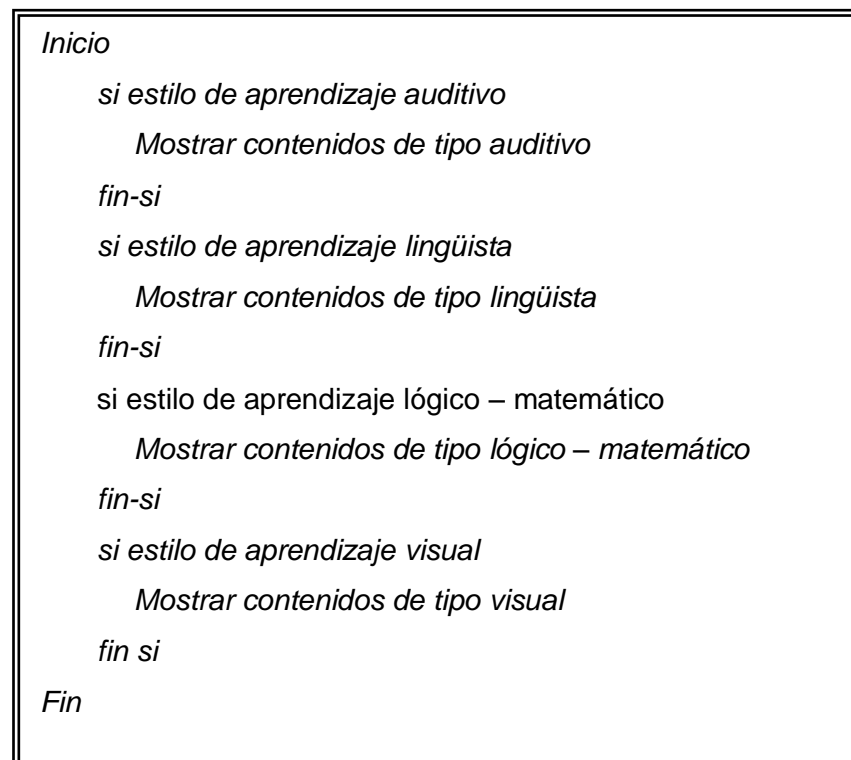 Inicio
si estilo de aprendizaje auditivo
Mostrar contenidos de tipo auditivo
fin-si
si estilo de aprendizaje lingüista
Mostrar contenidos de tipo lingüista
fin-si
si estilo de aprendizaje lógico – matemático
Mostrar contenidos de tipo lógico – matemático
fin-si
si estilo de aprendizaje visual
Mostrar contenidos de tipo visual
fin si
Fin